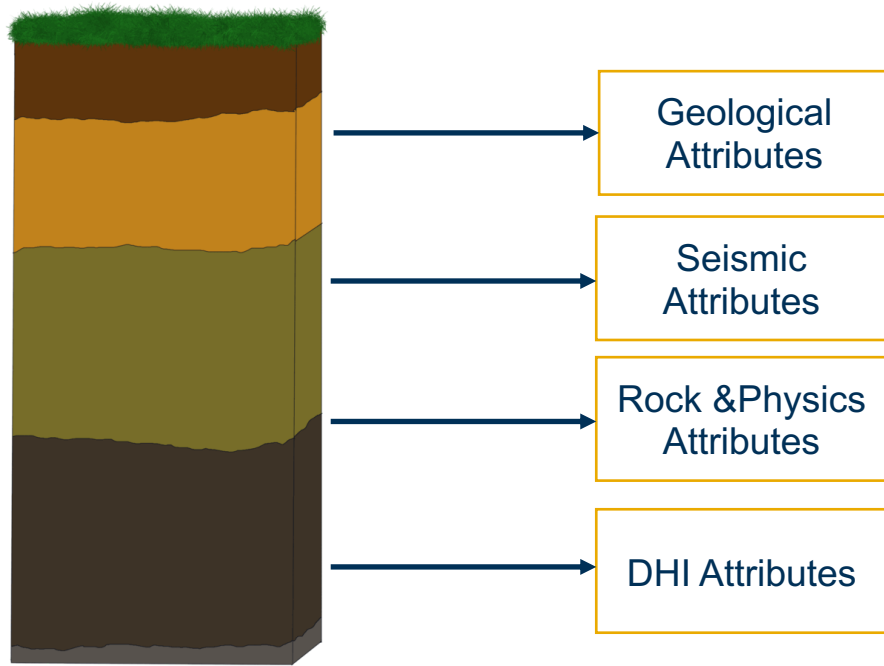 Geological
Attributes
Seismic
Attributes
Rock &Physics
Attributes
DHI Attributes